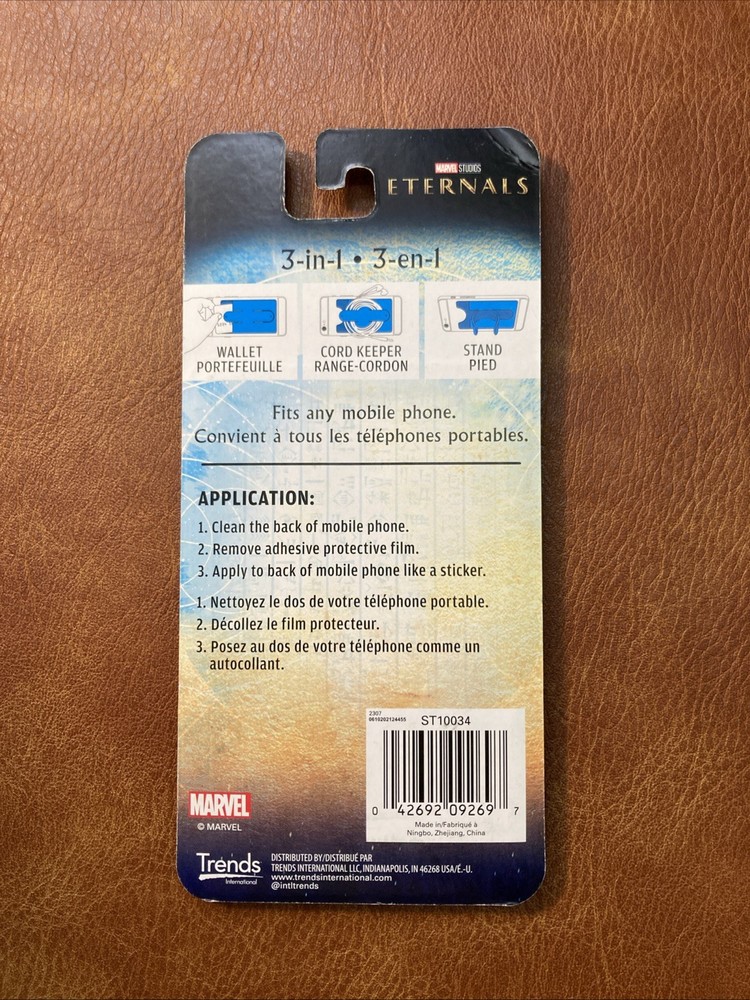 MARVEL STUDIOS
ETERNALS
3-in-1 • 3-en-1
WALLET
PORTEFEUILLE
CORD KEEPER
RANGE-CORDON
STAND
PIED
Fits any mobile phone.
Convient à tous les téléphones portables.
APPLICATION:
1. Clean the back of mobile phone.
2. Remove adhesive protective film.
3. Apply to back of mobile phone like a sticker.
1. Nettoyez le dos de votre téléphone portable.
2. Décollez le film protecteur.
3. Posez au dos de votre téléphone comme un
autocollant.
2307
0610202124455
ST10034
0 42692 09269 7
Made in/Fabriqué à
Ningbo, Zhejiang, China
MARVEL
© MARVEL
Trends
International
DISTRIBUTED BY/DISTRIBUÉ PAR
TRENDS INTERNATIONAL LLC, INDIANAPOLIS, IN 46268 USA/É.-U.
www.trendsinternational.com
@intltrends